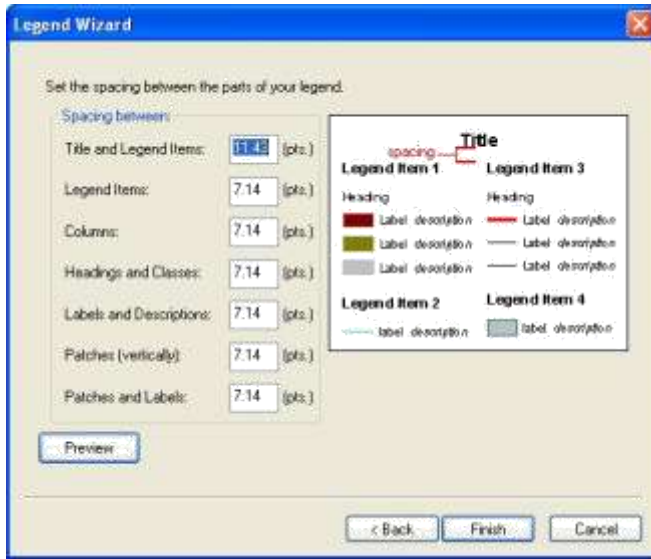 Legend Wizard
Set the spacing between the parts of your legend.
Spacing between:
Title and Legend Items: 11.43 (pts.)
Legend Items: 7.14 (pts.)
Columns: 7.14 (pts.)
Headings and Classes: 7.14 (pts.)
Labels and Descriptions: 7.14 (pts.)
Patches (vertically): 7.14 (pts.)
Patches and Labels: 7.14 (pts.)
Title
spacing
Legend Item 1 Legend Item 3
Heading Heading
Label description Label description
Label description Label description
Label description Label description
Legend Item 2 Legend Item 4
label description label description
Preview
< Back Finish Cancel